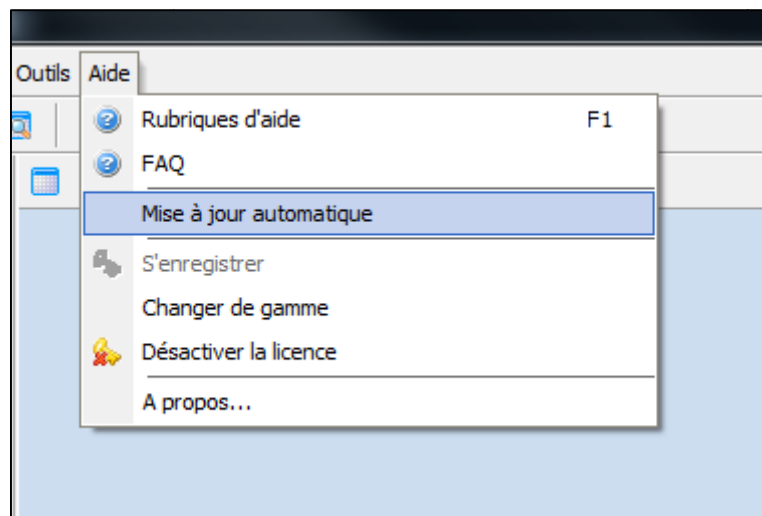 Outils Aide
Rubriques d'aide F1
FAQ
Mise à jour automatique
S'enregistrer
Changer de gamme
Désactiver la licence
A propos...